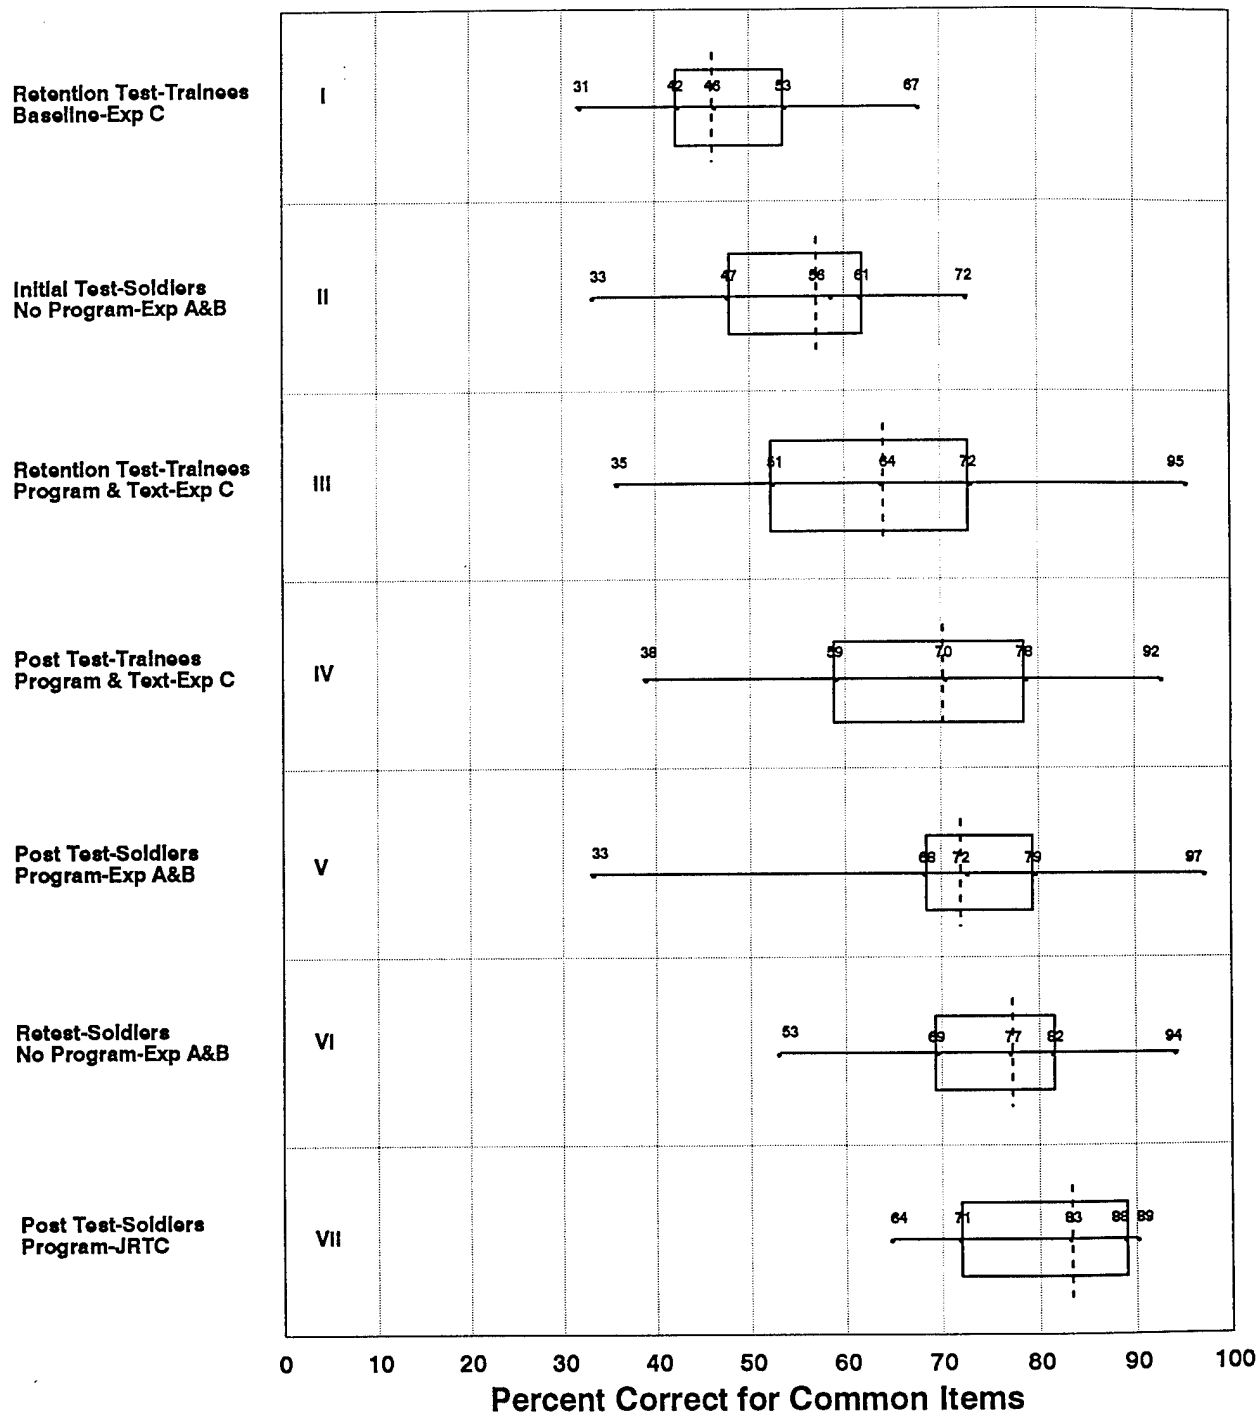 31 42 46 53 67
Retention Test-Trainees
Baseline-Exp C
I
33 47 56 61 72
Initial Test-Soldiers
No Program-Exp A&B
II
35 51 64 72 95
Retention Test-Trainees
Program & Text-Exp C
III
38 59 70 78 92
Post Test-Trainees
Program & Text-Exp C
IV
33 68 72 79 97
Post Test-Soldiers
Program-Exp A&B
V
53 69 77 82 94
Retest-Soldiers
No Program-Exp A&B
VI
64 71 83 88 89
Post Test-Soldiers
Program-JRTC
VII
0 10 20 30 40 50 60 70 80 90 100
Percent Correct for Common Items